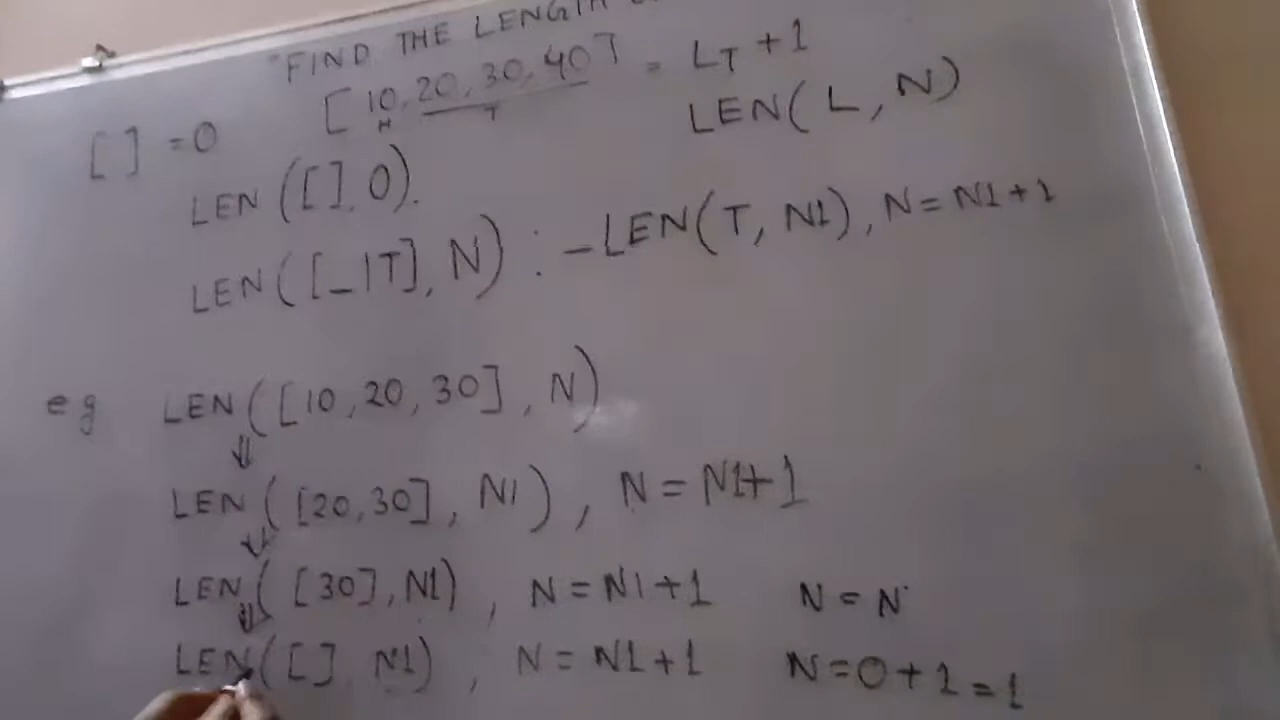 "FIND THE LENGTH
[10, 20, 30, 40] = LT + 1
H T
[ ] = 0 LEN(L, N)
LEN([ ], 0).
LEN([_|T], N) :- LEN(T, N1), N = N1+1
eg LEN([10, 20, 30], N)
LEN([20, 30], N1), N = N1+1
LEN([30], N1), N = N1+1 N = N
LEN([ ] N1), N = N1+1 N = 0+1 = 1